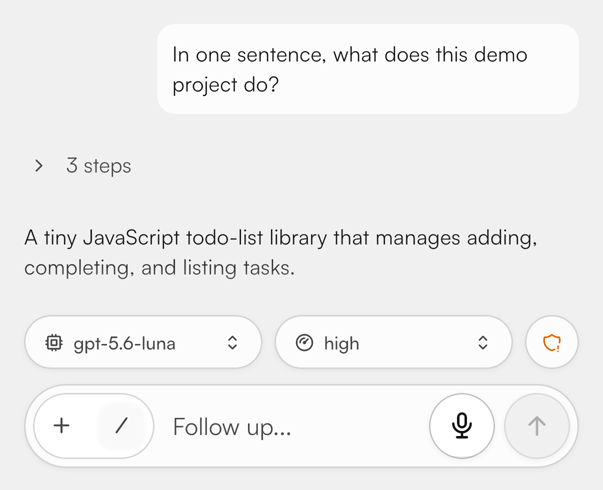 In one sentence, what does this demo
project do?
3 steps
A tiny JavaScript todo-list library that manages adding,
completing, and listing tasks.
gpt-5.6-luna
high
+ / Follow up...